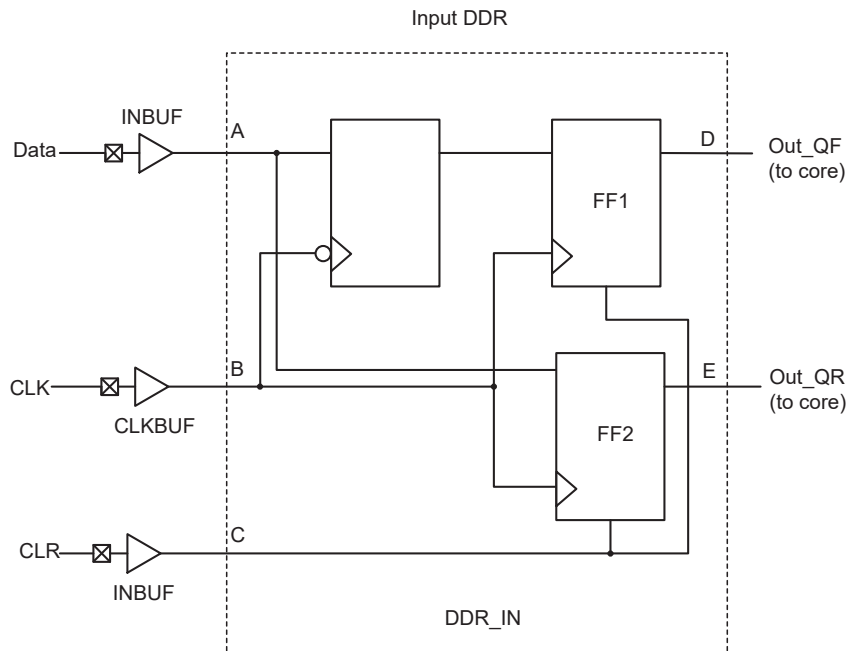 Input DDR
INBUF
A
D
Data
Out_QF
(to core)
FF1
B
E
CLK
Out_QR
(to core)
CLKBUF
FF2
C
CLR
INBUF
DDR_IN